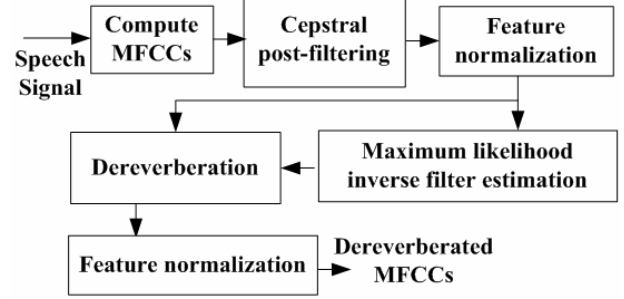 Speech
Signal
Compute
MFCCs
Cepstral
post-filtering
Feature
normalization
Dereverberation
Maximum likelihood
inverse filter estimation
Feature normalization
Dereverberated
MFCCs